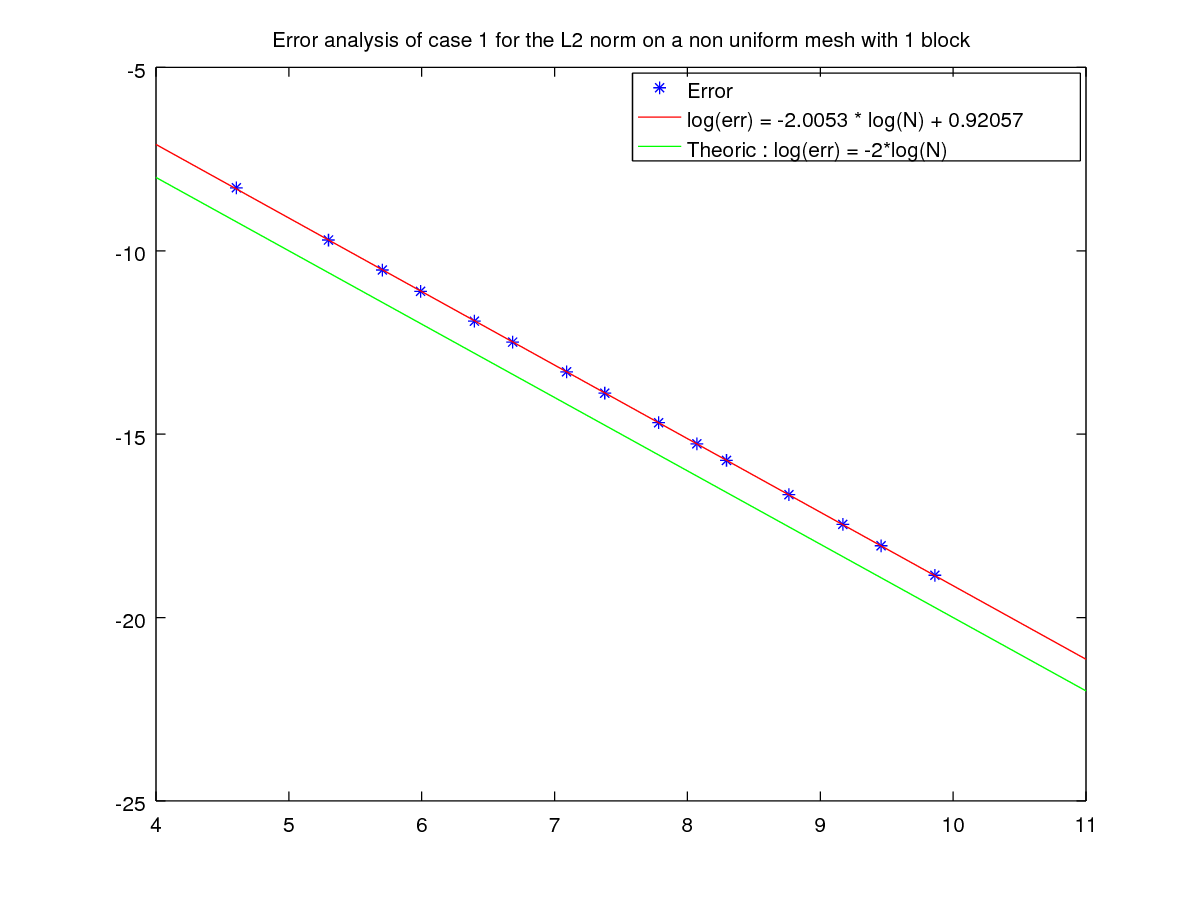 Error analysis of case 1 for the L2 norm on a non uniform mesh with 1 block
-5
Error
log(err) = -2.0053 * log(N) + 0.92057
Theoric : log(err) = -2*log(N)
-10
-15
-20
-25
4 5 6 7 8 9 10 11